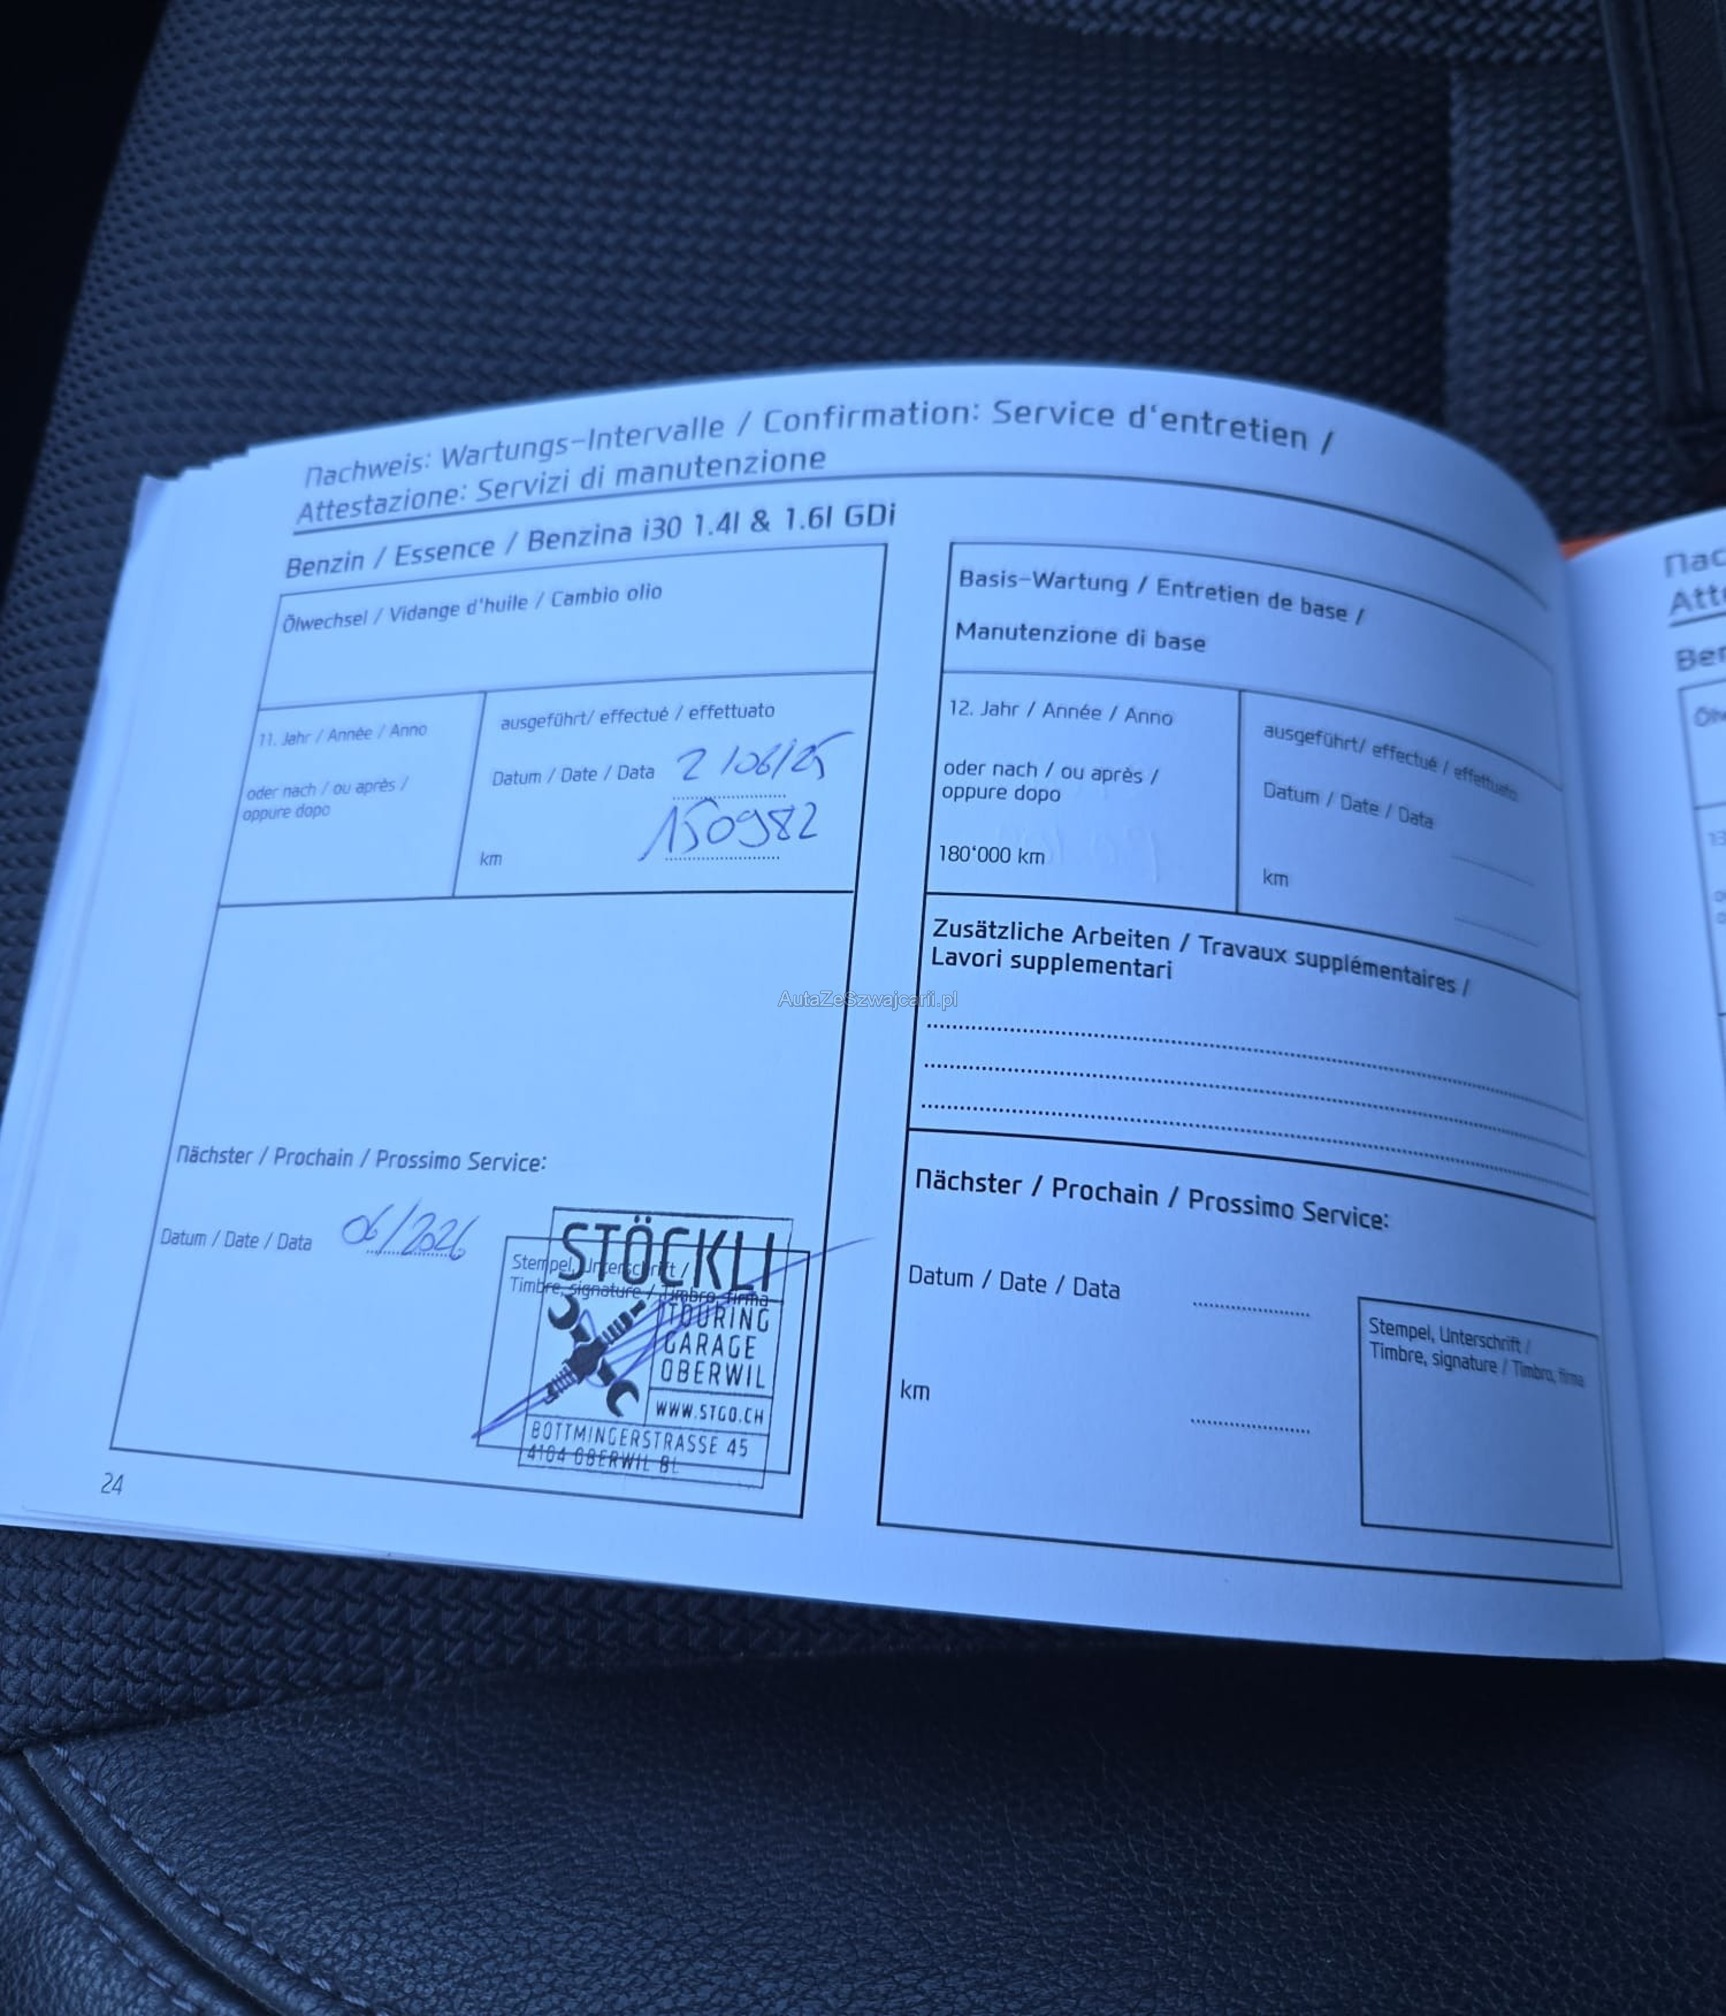 Nachweis: Wartungs-Intervalle / Confirmation: Service d'entretien /
Attestazione: Servizi di manutenzione
Benzin / Essence / Benzina i30 1.4l & 1.6l GDi
Ölwechsel / Vidange d'huile / Cambio olio
11. Jahr / Année / Anno
oder nach / ou après /
oppure dopo
ausgeführt/ effectué / effettuato
Datum / Date / Data 2/06/25
km 150982
Nächster / Prochain / Prossimo Service:
Datum / Date / Data 06/2026
Stempel, Unterschrift /
Timbre, signature / Timbro, firma
STÖCKLI
TOURING
GARAGE
OBERWIL
WWW.STGO.CH
BOTTMINGERSTRASSE 45
4104 OBERWIL BL
24
Basis-Wartung / Entretien de base /
Manutenzione di base
12. Jahr / Année / Anno
oder nach / ou après /
oppure dopo
180'000 km
ausgeführt/ effectué / effettuato
Datum / Date / Data
km
Zusätzliche Arbeiten / Travaux supplémentaires /
Lavori supplementari
Nächster / Prochain / Prossimo Service:
Datum / Date / Data
km
Stempel, Unterschrift /
Timbre, signature / Timbro, firma
AutaZeSzwajcarii.pl